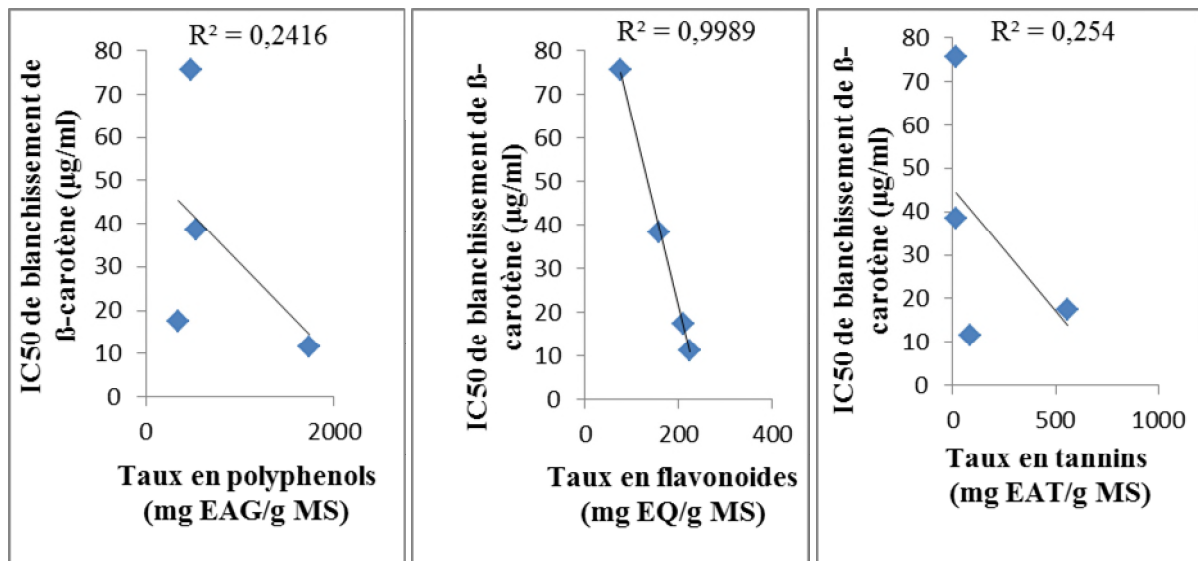 R² = 0,2416
IC50 de blanchissement de
ß-carotène (µg/ml)
80
70
60
50
40
30
20
10
0
0
2000
Taux en polyphenols
(mg EAG/g MS)
R² = 0,9989
IC50 de blanchissement de ß-
carotène (µg/ml)
80
70
60
50
40
30
20
10
0
0
200
400
Taux en flavonoides
(mg EQ/g MS)
R² = 0,254
IC50 de blanchissement de ß-
carotène (µg/ml)
80
70
60
50
40
30
20
10
0
0
500
1000
Taux en tannins
(mg EAT/g MS)